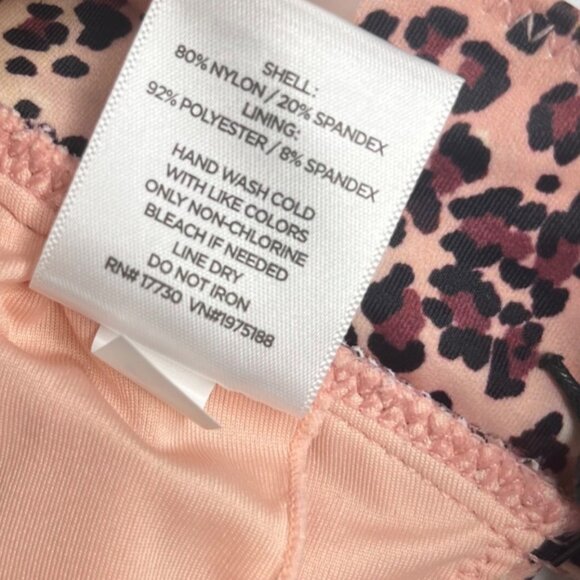 SHELL:
80% NYLON / 20% SPANDEX
LINING:
92% POLYESTER / 8% SPANDEX
HAND WASH COLD
WITH LIKE COLORS
ONLY NON-CHLORINE
BLEACH IF NEEDED
LINE DRY
DO NOT IRON
RN# 17730 VN#1975188